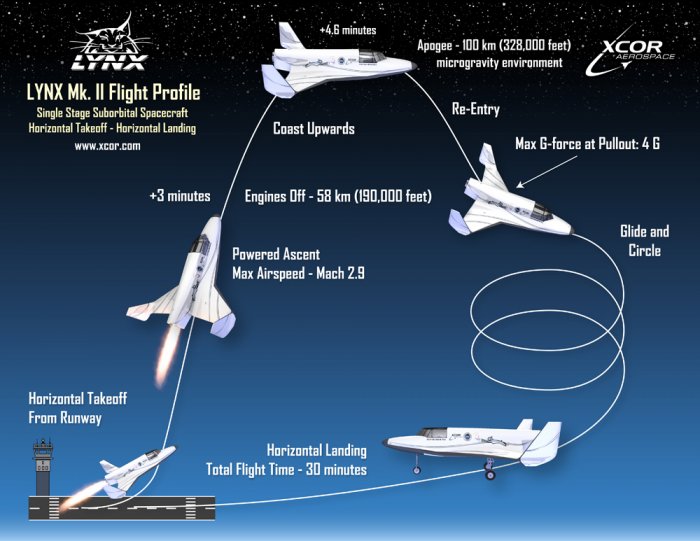 LYNX
LYNX Mk. II Flight Profile
Single Stage Suborbital Spacecraft
Horizontal Takeoff - Horizontal Landing
www.xcor.com
+4.6 minutes
Apogee - 100 km (328,000 feet)
microgravity environment
XCOR
AEROSPACE
Coast Upwards
Re-Entry
Max G-force at Pullout: 4 G
+3 minutes
Engines Off - 58 km (190,000 feet)
Glide and
Circle
Powered Ascent
Max Airspeed - Mach 2.9
Horizontal Takeoff
From Runway
Horizontal Landing
Total Flight Time - 30 minutes